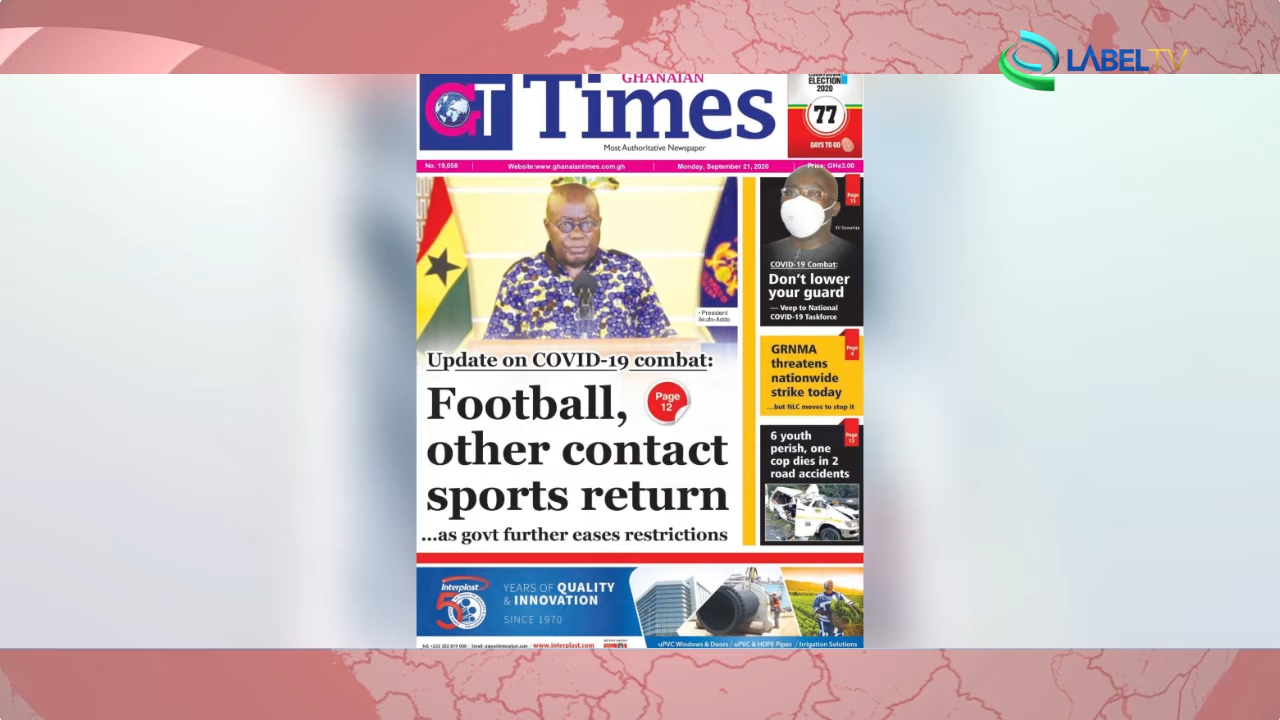 LABEL TV
GHANAIAN
GT Times
Most Authoritative Newspaper
ELECTION
2020
77
DAYS TO GO
No. 19,058
Website:www.ghanaiantimes.com.gh
Monday, September 21, 2020
Price: GH¢3.00
• President
Akufo-Addo
Update on COVID-19 combat:
Football,
other contact
sports return
Page
12
...as govt further eases restrictions
Page
13
COVID-19 Combat:
Don't lower
your guard
— Veep to National
COVID-19 Taskforce
GRNMA
threatens
nationwide
strike today
...but NLC moves to stop it
Page
6 youth
perish, one
cop dies in 2
road accidents
Page
13
Interplast
50
YEARS OF QUALITY
& INNOVATION
SINCE 1970
www.interplast.com
uPVC Windows & Doors / uPVC & HDPE Pipes / Irrigation Solutions